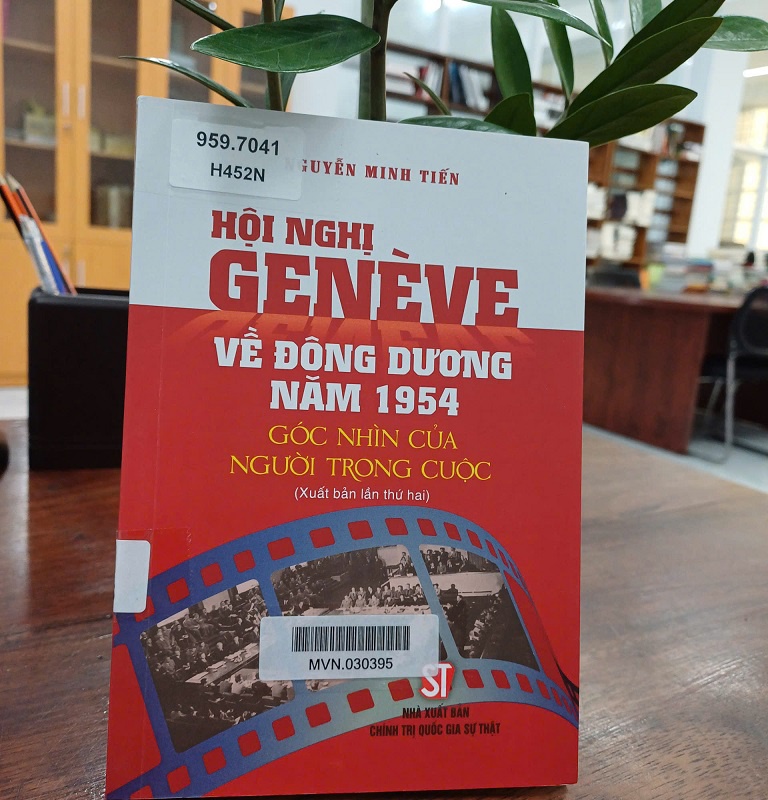 959.7041
H452N
NGUYỄN MINH TIẾN
HỘI NGHỊ
GENÈVE
VỀ ĐÔNG DƯƠNG
NĂM 1954
GÓC NHÌN CỦA
NGƯỜI TRONG CUỘC
(Xuất bản lần thứ hai)
MVN.030395
ST
NHÀ XUẤT BẢN
CHÍNH TRỊ QUỐC GIA SỰ THẬT